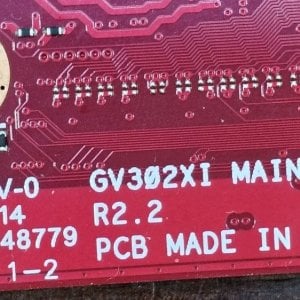 V-0 GV302XI MAIN
14 R2.2
48779 PCB MADE IN
1-2